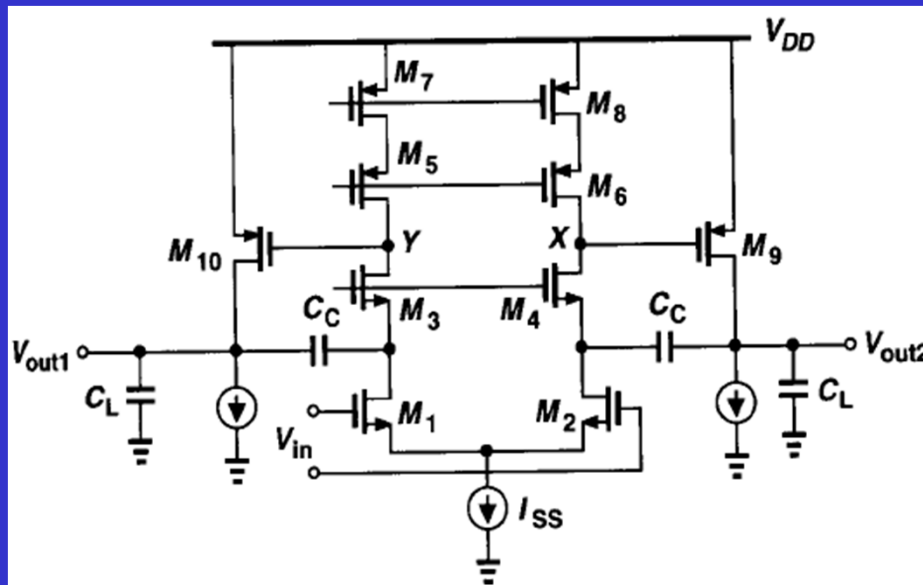 V_DD
M_7
M_8
M_5
M_6
M_10
Y
X
M_9
M_3
M_4
C_C
C_C
V_out1
V_out2
C_L
M_1
M_2
C_L
V_in
I_SS